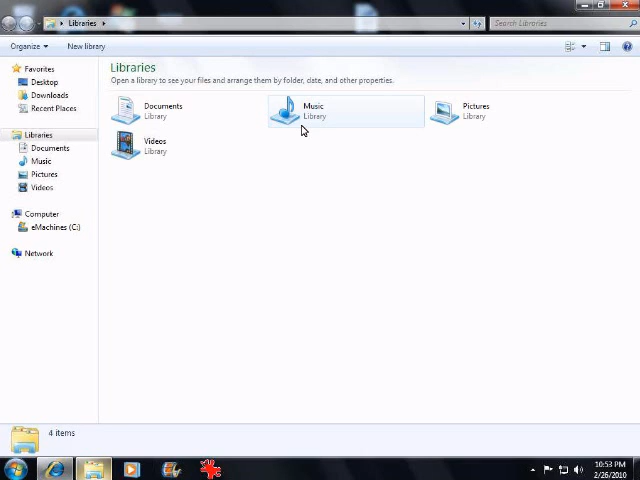 Libraries
Search Libraries
Organize
New library
Favorites
Desktop
Downloads
Recent Places
Libraries
Documents
Music
Pictures
Videos
Computer
eMachines (C:)
Network
Libraries
Open a library to see your files and arrange them by folder, date, and other properties.
Documents
Library
Music
Library
Pictures
Library
Videos
Library
4 items
10:53 PM
2/26/2010